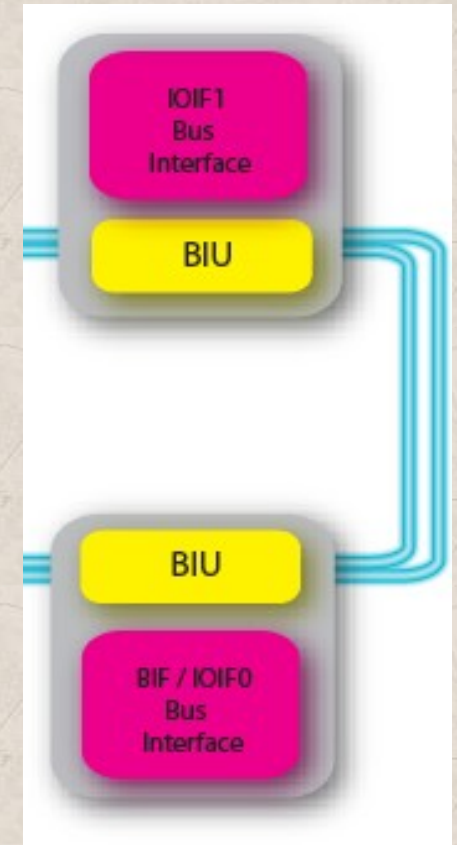 IOIF1
Bus
Interface
BIU
BIU
BIF / IOIF0
Bus
Interface